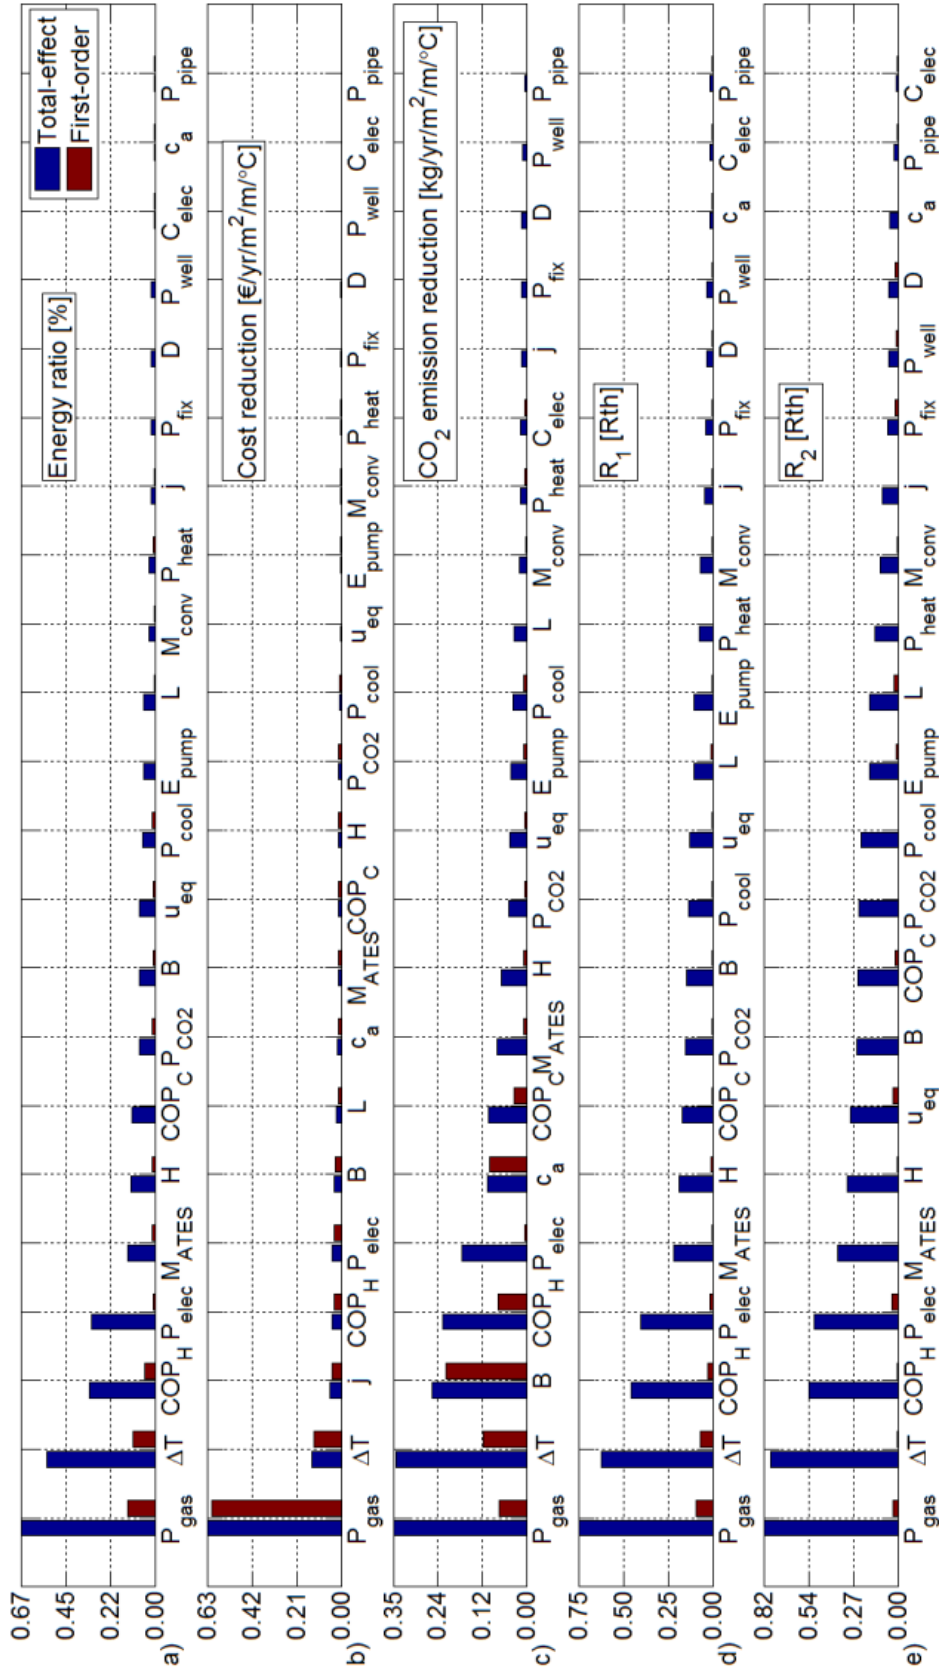 Total-effect
First-order
Energy ratio [%]
0.67
0.45
0.22
0.00
a)
P_gas ΔT COP_H P_elec M_ATES H COP_C P_CO2 B u_eq P_cool E_pump L M_conv P_heat j P_fix D P_well C_elec c_a P_pipe
Cost reduction [€/yr/m²/m/°C]
0.63
0.42
0.21
0.00
b)
P_gas ΔT j COP_H P_elec B L c_a M_ATES COP_C H P_CO2 P_cool u_eq E_pump M_conv P_heat P_fix D P_well C_elec P_pipe
CO₂ emission reduction [kg/yr/m²/m/°C]
0.35
0.24
0.12
0.00
c)
P_gas ΔT B COP_H P_elec c_a COP_C M_ATES H P_CO2 u_eq E_pump P_cool L M_conv P_heat C_elec j P_fix D P_well P_pipe
R₁ [Rth]
0.75
0.50
0.25
0.00
d)
P_gas ΔT COP_H P_elec M_ATES H COP_C P_CO2 B P_cool u_eq L E_pump P_heat M_conv j P_fix D P_well c_a C_elec P_pipe
R₂ [Rth]
0.82
0.54
0.27
0.00
e)
P_gas ΔT COP_H P_elec M_ATES H u_eq B COP_C P_CO2 P_cool E_pump L P_heat M_conv j P_fix P_well D c_a P_pipe C_elec